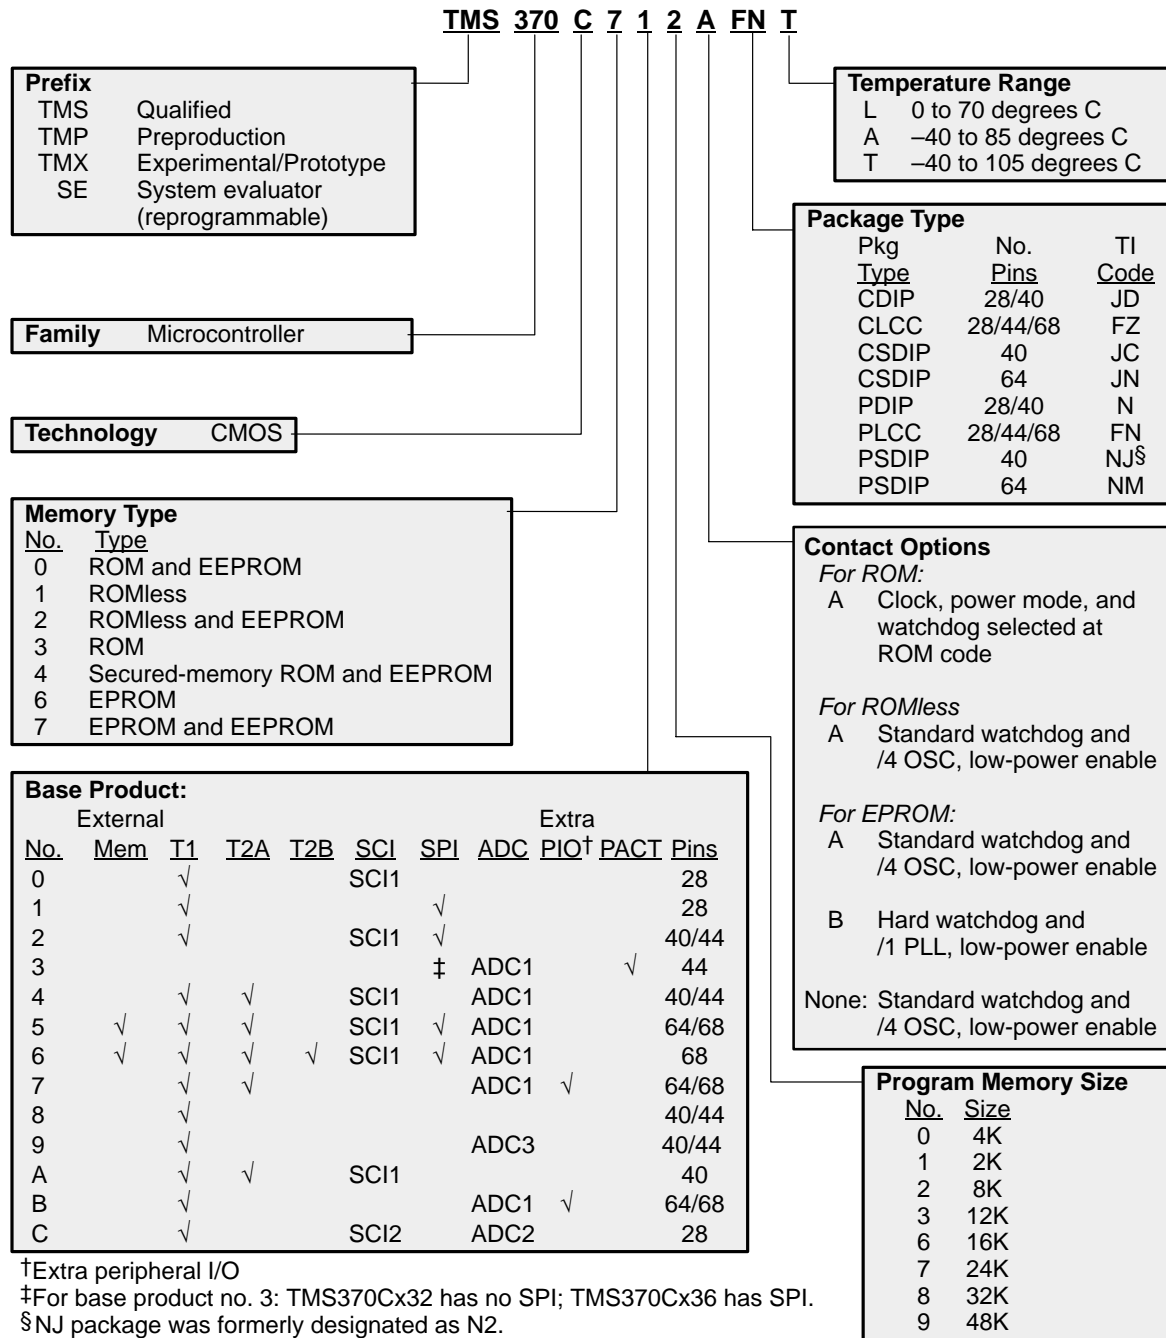 TMS 370 C 7 1 2 A FN T
Prefix
TMS Qualified
TMP Preproduction
TMX Experimental/Prototype
SE System evaluator
(reprogrammable)
Family Microcontroller
Technology CMOS
Memory Type
No. Type
0 ROM and EEPROM
1 ROMless
2 ROMless and EEPROM
3 ROM
4 Secured-memory ROM and EEPROM
6 EPROM
7 EPROM and EEPROM
Base Product:
External Extra
No. Mem T1 T2A T2B SCI SPI ADC PIO† PACT Pins
0 √ SCI1 28
1 √ √ 28
2 √ SCI1 √ 40/44
3 ‡ ADC1 √ 44
4 √ √ SCI1 ADC1 40/44
5 √ √ √ SCI1 √ ADC1 64/68
6 √ √ √ √ SCI1 √ ADC1 68
7 √ √ ADC1 √ 64/68
8 √ 40/44
9 √ ADC3 40/44
A √ √ SCI1 40
B √ ADC1 √ 64/68
C √ SCI2 ADC2 28
†Extra peripheral I/O
‡For base product no. 3: TMS370Cx32 has no SPI; TMS370Cx36 has SPI.
§NJ package was formerly designated as N2.
Temperature Range
L 0 to 70 degrees C
A –40 to 85 degrees C
T –40 to 105 degrees C
Package Type
Pkg No. TI
Type Pins Code
CDIP 28/40 JD
CLCC 28/44/68 FZ
CSDIP 40 JC
CSDIP 64 JN
PDIP 28/40 N
PLCC 28/44/68 FN
PSDIP 40 NJ§
PSDIP 64 NM
Contact Options
For ROM:
A Clock, power mode, and
watchdog selected at
ROM code
For ROMless
A Standard watchdog and
/4 OSC, low-power enable
For EPROM:
A Standard watchdog and
/4 OSC, low-power enable
B Hard watchdog and
/1 PLL, low-power enable
None: Standard watchdog and
/4 OSC, low-power enable
Program Memory Size
No. Size
0 4K
1 2K
2 8K
3 12K
6 16K
7 24K
8 32K
9 48K